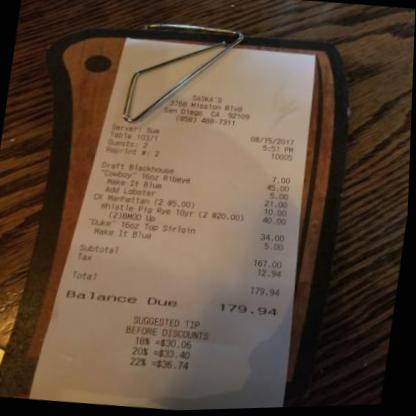 SASKA'S
3768 Mission Blvd
San Diego CA 92109
(858) 488-7311
Server: Sue 08/15/2017
Table 103/1 5:51 PM
Guests: 2 10005
Reprint #: 2
Draft Blackhouse 7.00
"Cowboy" 16oz Ribeye 45.00
Make It Blue 5.00
Add Lobster 21.00
CK Manhattan (2 @5.00) 10.00
Whistle Pig Rye 10yr (2 @20.00) 40.00
(2)BMOD Up
"Duke" 16oz Top Sirloin 34.00
Make It Blue 5.00
Subtotal 167.00
Tax 12.94
Total 179.94
Balance Due 179.94
SUGGESTED TIP
BEFORE DISCOUNTS
18% =$30.06
20% =$33.40
22% =$36.74